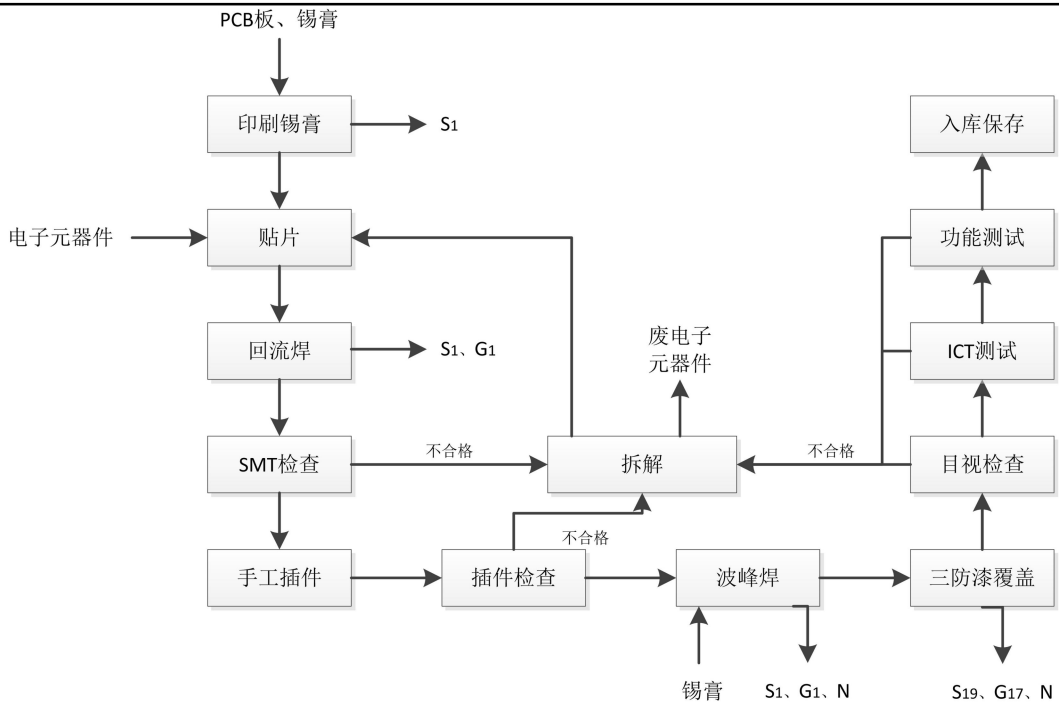 PCB板、锡膏
印刷锡膏
S1
入库保存
电子元器件
贴片
功能测试
回流焊
S1、G1
废电子
元器件
ICT测试
SMT检查
不合格
拆解
不合格
目视检查
手工插件
插件检查
不合格
波峰焊
三防漆覆盖
锡膏
S1、G1、N
S19、G17、N